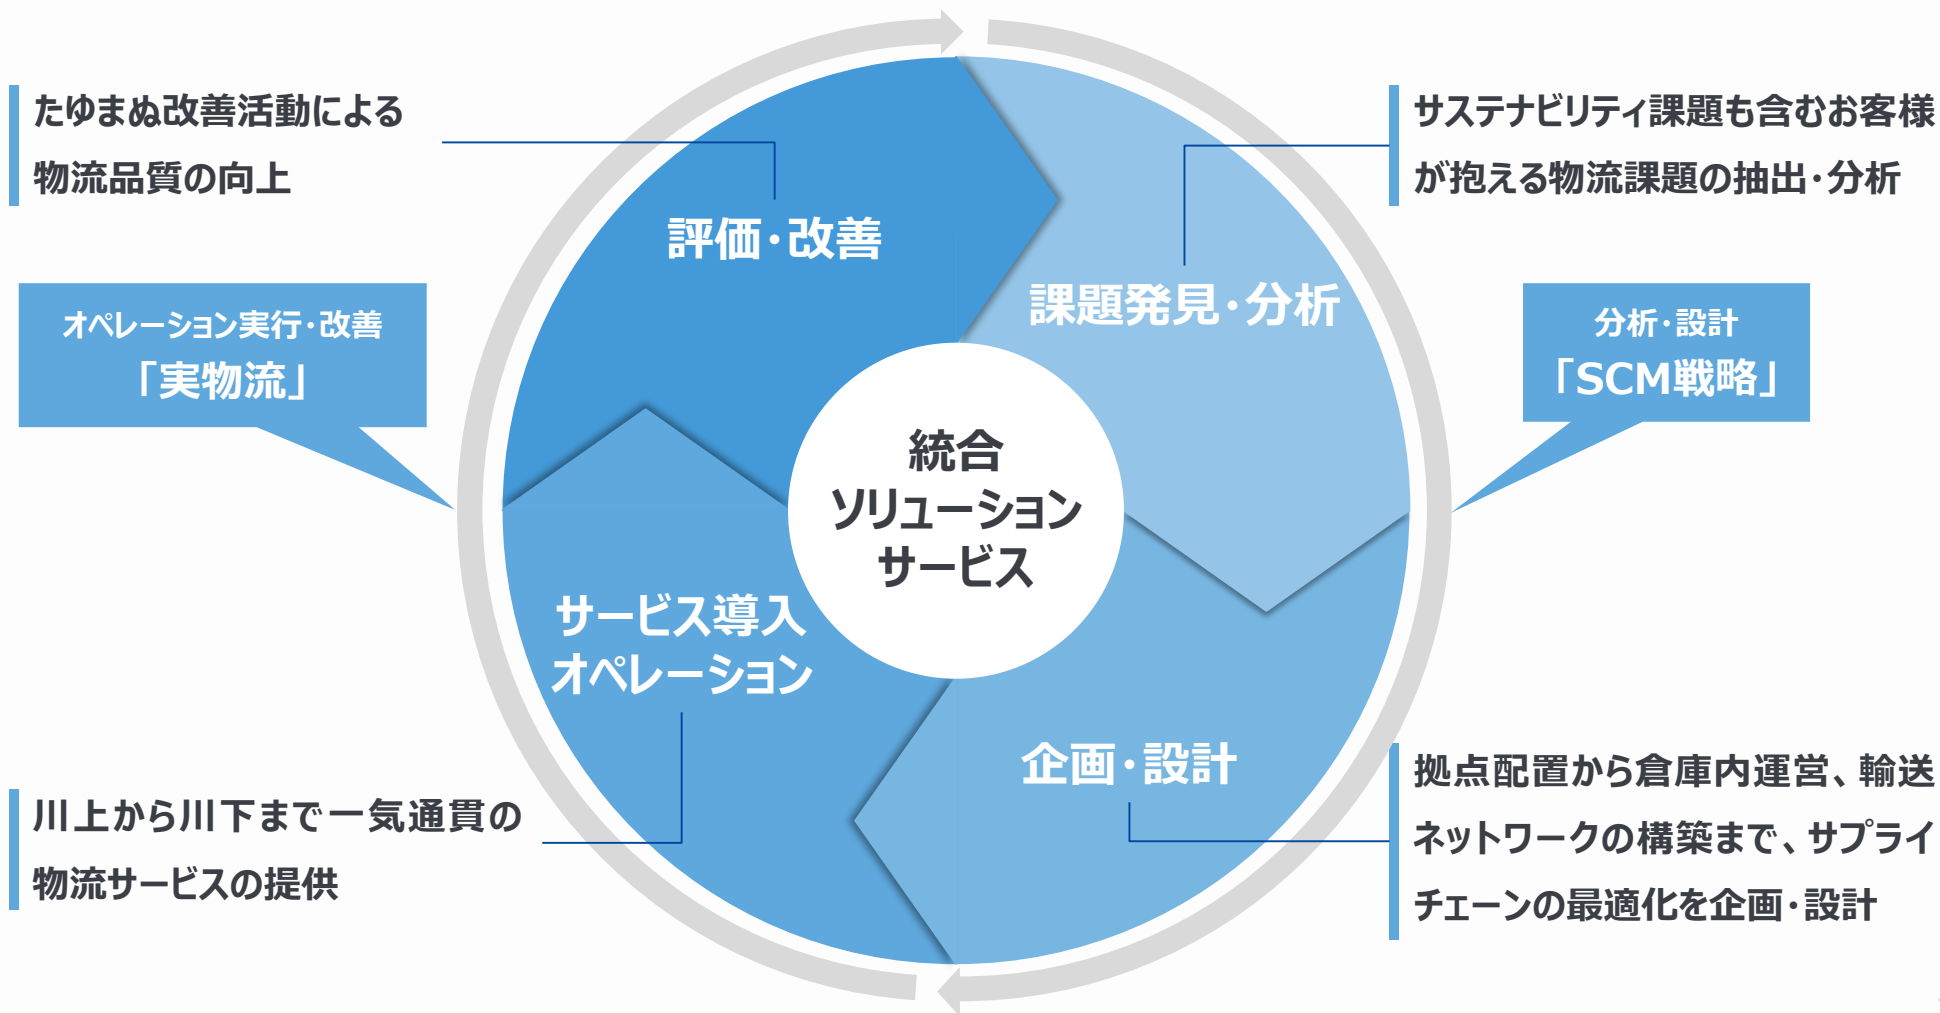 たゆまぬ改善活動による
物流品質の向上
サステナビリティ課題も含むお客様
が抱える物流課題の抽出・分析
評価・改善
課題発見・分析
オペレーション実行・改善
「実物流」
分析・設計
「SCM戦略」
統合
ソリューション
サービス
サービス導入
オペレーション
企画・設計
川上から川下まで一気通貫の
物流サービスの提供
拠点配置から倉庫内運営、輸送
ネットワークの構築まで、サプライ
チェーンの最適化を企画・設計